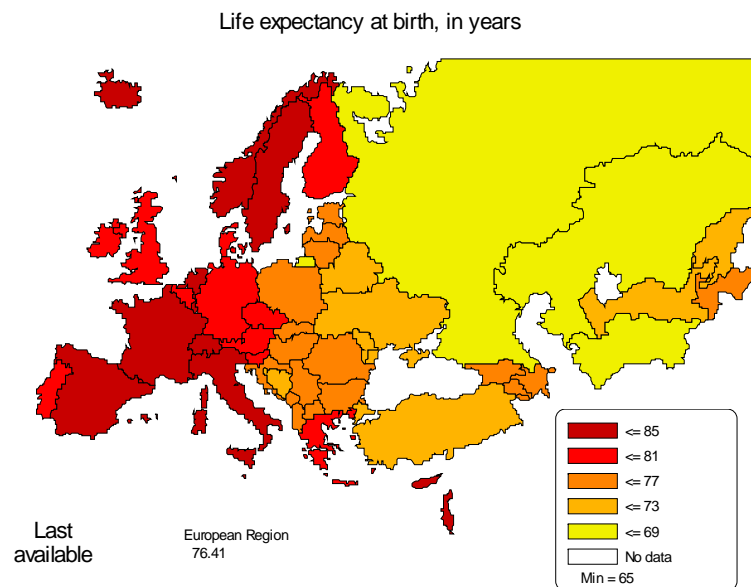 Life expectancy at birth, in years
<= 85
<= 81
<= 77
<= 73
<= 69
No data
Min = 65
Last
available
European Region
76.41